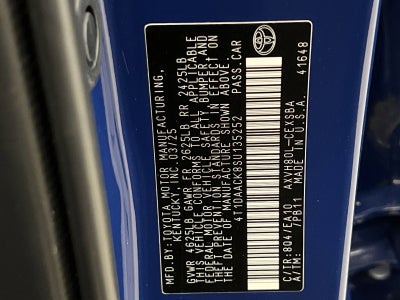 MFD.BY:TOYOTA MOTOR MANUFACTURING,
KENTUCKY,INC. 03/25
GVWR 4625LB GAWR FR 2625LB RR 2425LB
THIS VEHICLE CONFORMS TO ALL APPLICABLE
FEDERAL MOTOR VEHICLE SAFETY, BUMPER, AND
THEFT PREVENTION STANDARDS IN EFFECT ON
THE DATE OF MANUFACTURE SHOWN ABOVE.
4T1DAACK8SU135252 PASS.CAR
C/TR:8Q4/EA10 AXVH80L-CEXSBA
A/TM: 7PB11 MADE IN U.S.A. 41648
TOYOTA